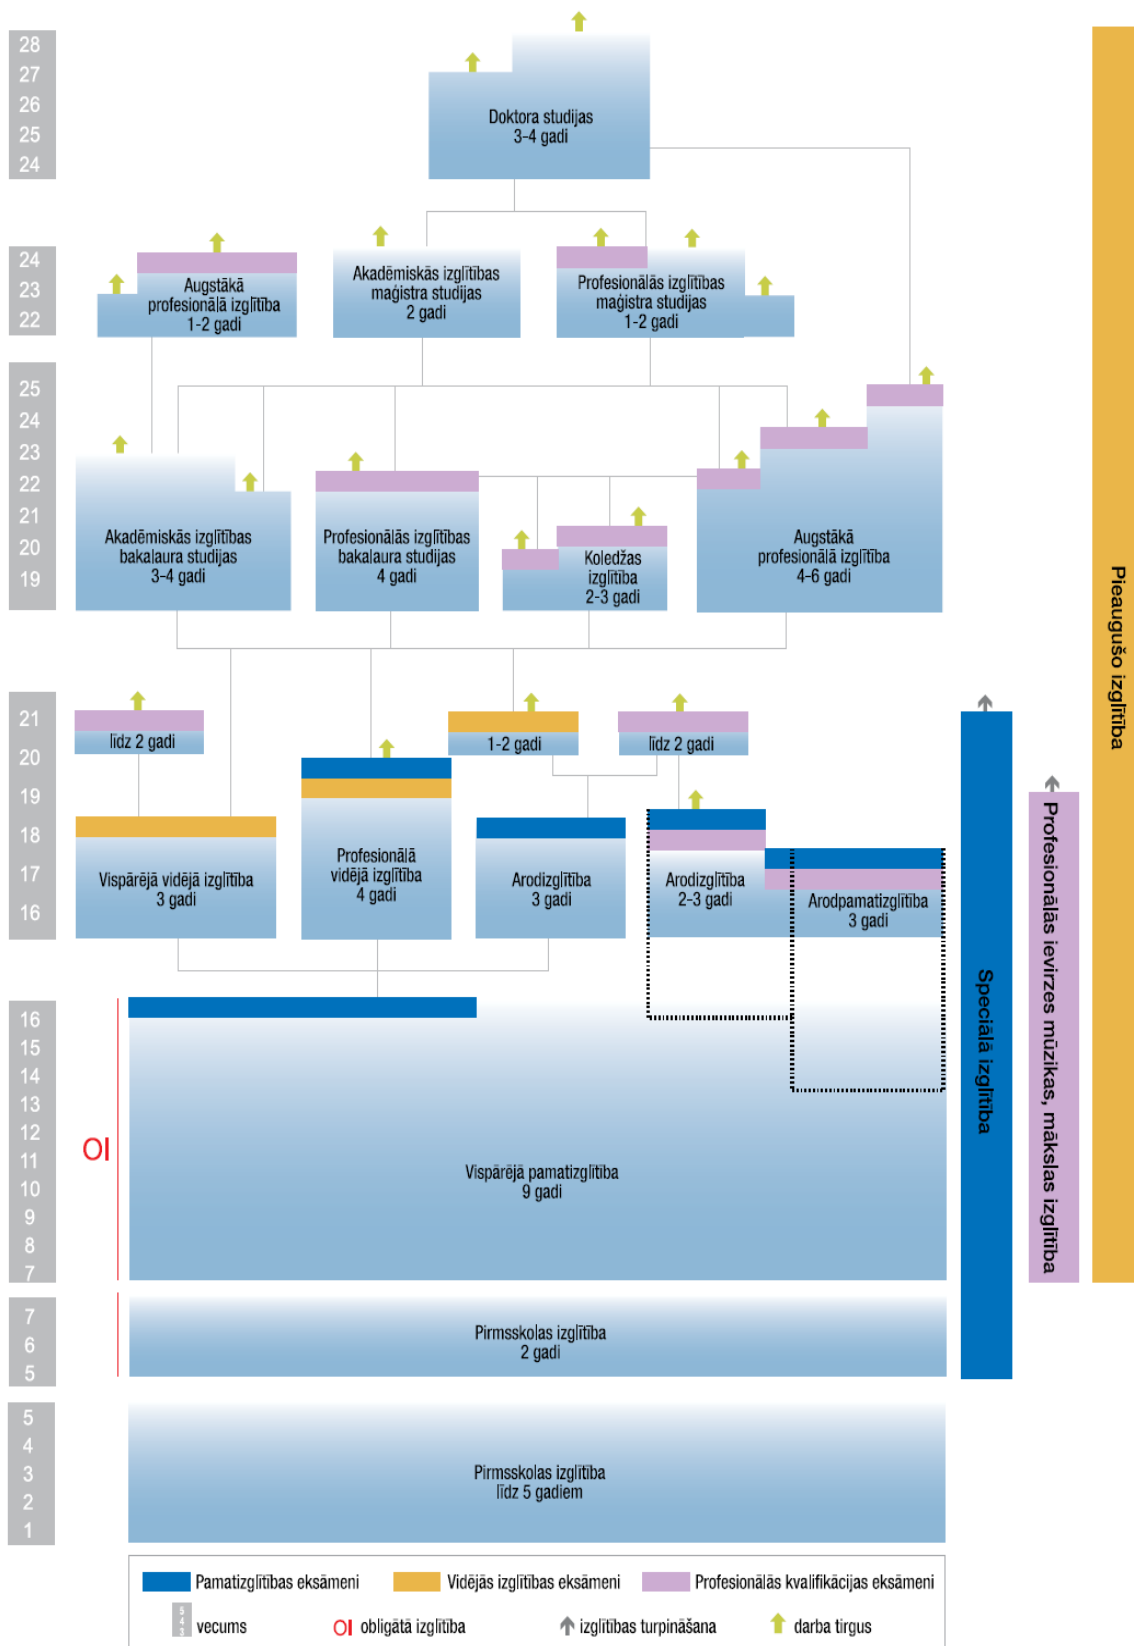 28
27
26
25
24
Doktora studijas
3-4 gadi
24
23
22
Augstākā
profesionālā izglītība
1-2 gadi
Akadēmiskās izglītības
maģistra studijas
2 gadi
Profesionālās izglītības
maģistra studijas
1-2 gadi
25
24
23
22
21
20
19
Akadēmiskās izglītības
bakalaura studijas
3-4 gadi
Profesionālās izglītības
bakalaura studijas
4 gadi
Koledžas
izglītība
2-3 gadi
Augstākā
profesionālā izglītība
4-6 gadi
21
20
19
18
17
16
līdz 2 gadi
1-2 gadi
līdz 2 gadi
Vispārējā vidējā izglītība
3 gadi
Profesionālā
vidējā izglītība
4 gadi
Arodizglītība
3 gadi
Arodizglītība
2-3 gadi
Arodpamatizglītība
3 gadi
16
15
14
13
12
11
10
9
8
7
OI
Vispārējā pamatizglītība
9 gadi
7
6
5
Pirmsskolas izglītība
2 gadi
5
4
3
2
1
Pirmsskolas izglītība
līdz 5 gadiem
Speciālā izglītība
Profesionālās ievirzes mūzikas, mākslas izglītība
Pieaugušo izglītība
Pamatizglītības eksāmeni
Vidējās izglītības eksāmeni
Profesionālās kvalifikācijas eksāmeni
5
4
3
vecums
OI obligātā izglītība
izglītības turpināšana
darba tirgus